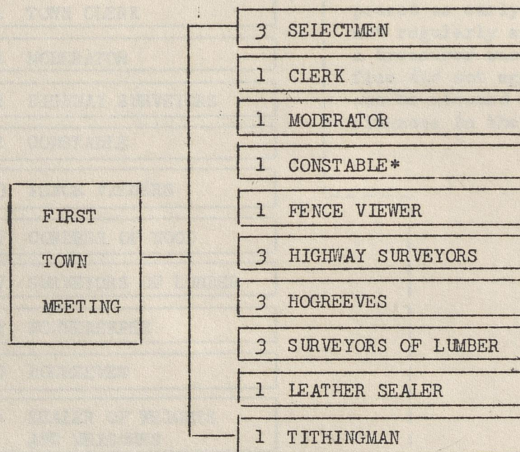 3 SELECTMEN
1 CLERK
1 MODERATOR
1 CONSTABLE*
1 FENCE VIEWER
FIRST
TOWN
MEETING
3 HIGHWAY SURVEYORS
3 HOGREEVES
3 SURVEYORS OF LUMBER
1 LEATHER SEALER
1 TITHINGMAN